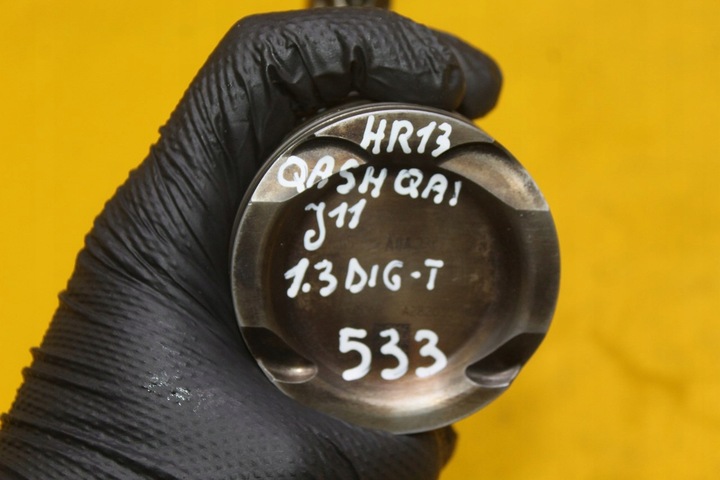 HR13
QASHQAI
J11
1.3 DIG-T
533